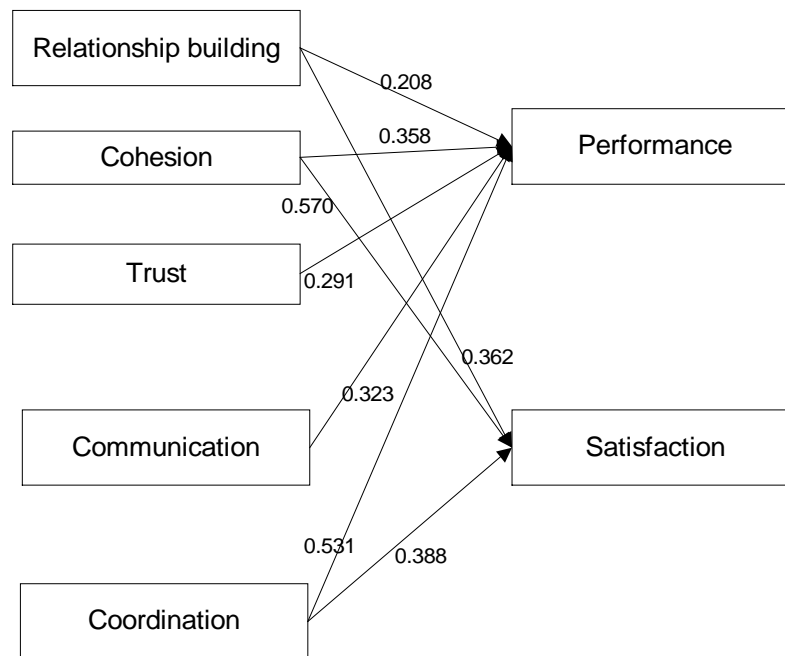 Relationship building
0.208
Performance
0.358
Cohesion
0.570
Trust
0.291
0.362
0.323
Communication
Satisfaction
0.531
0.388
Coordination